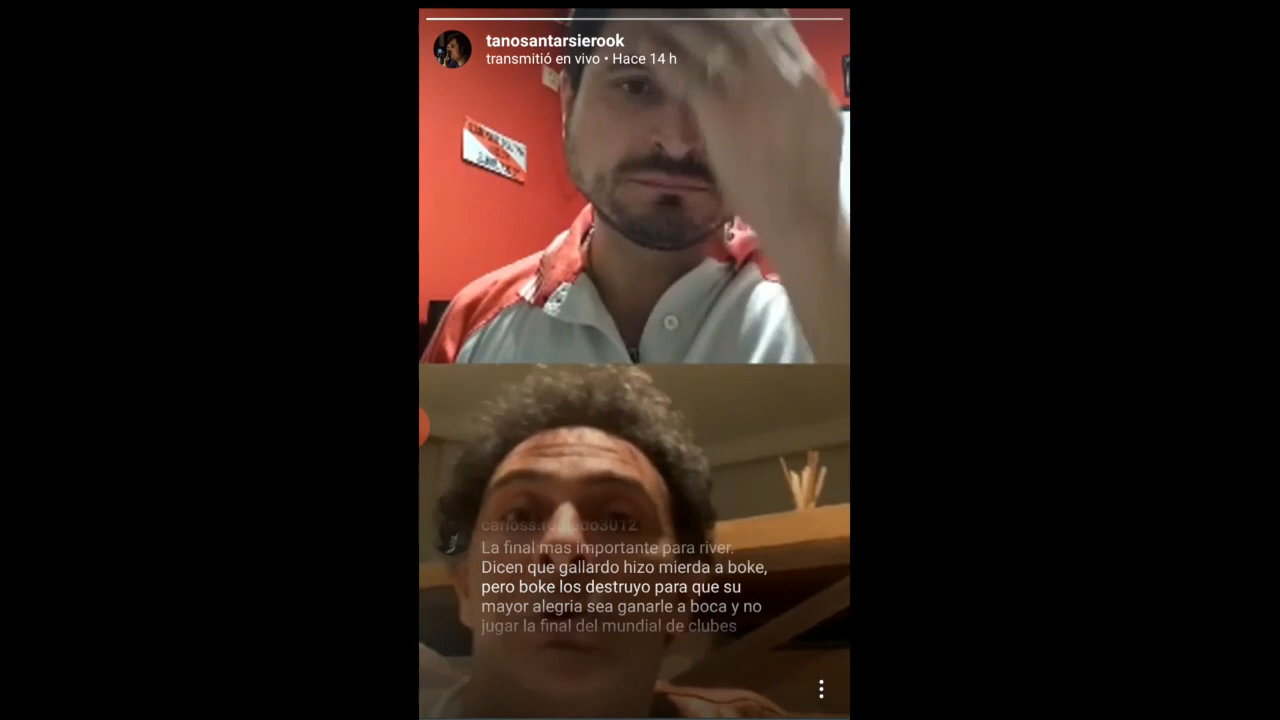 tanosantarsierook
transmitió en vivo • Hace 14 h
La final mas importante para river.
Dicen que gallardo hizo mierda a boke,
pero boke los destruyo para que su
mayor alegria sea ganarle a boca y no
jugar la final del mundial de clubes